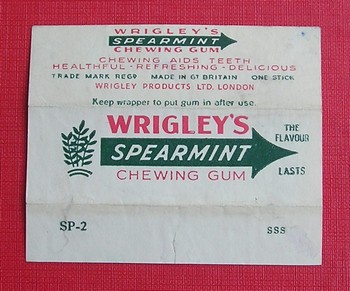 WRIGLEY'S
SPEARMINT
CHEWING GUM
CHEWING AIDS TEETH
HEALTHFUL - REFRESHING - DELICIOUS
TRADE MARK REGD MADE IN GT BRITAIN ONE STICK
WRIGLEY PRODUCTS LTD. LONDON
Keep wrapper to put gum in after use.
WRIGLEY'S
SPEARMINT
CHEWING GUM
THE
FLAVOUR
LASTS
SP-2 SSS